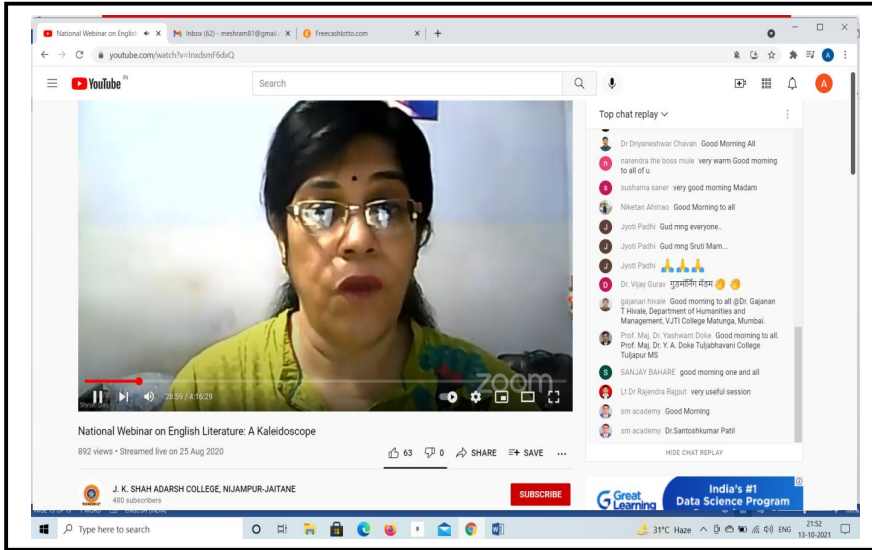 National Webinar on English
Inbox (62) - meshram81@gmail
Freecashlotto.com
youtube.com/watch?v=InxdsmF6dxQ
YouTube IN
Search
A
zoom
28:59 / 4:16:29
National Webinar on English Literature: A Kaleidoscope
892 views • Streamed live on 25 Aug 2020
63
0
SHARE
SAVE
J. K. SHAH ADARSH COLLEGE, NIJAMPUR-JAITANE
480 subscribers
SUBSCRIBE
Top chat replay
Dr Dnyaneshwar Chavan Good Morning All
narendra the boss mule very warm Good morning
to all of u
sushama saner very good morning Madam
Niketan Ahirrao Good Morning to all
Jyoti Padhi Gud mng everyone..
Jyoti Padhi Gud mng Sruti Mam...
Jyoti Padhi
Dr. Vijay Gurav गुडमॉर्निंग मॅडम
gajanan hivale Good morning to all @Dr. Gajanan
T Hivale, Department of Humanities and
Management, VJTI College Matunga, Mumbai.
Prof. Maj. Dr. Yashwant Doke Good morning to all.
Prof. Maj. Dr. Y. A. Doke Tuljabhavani College
Tuljapur MS
SANJAY BAHARE good morning one and all
Lt Dr Rajendra Rajput very useful session
sm academy Good Morning
sm academy Dr.Santoshkumar Patil
HIDE CHAT REPLAY
Great
Learning
India's #1
Data Science Program
Type here to search
31°C Haze
ENG
21:52
13-10-2021